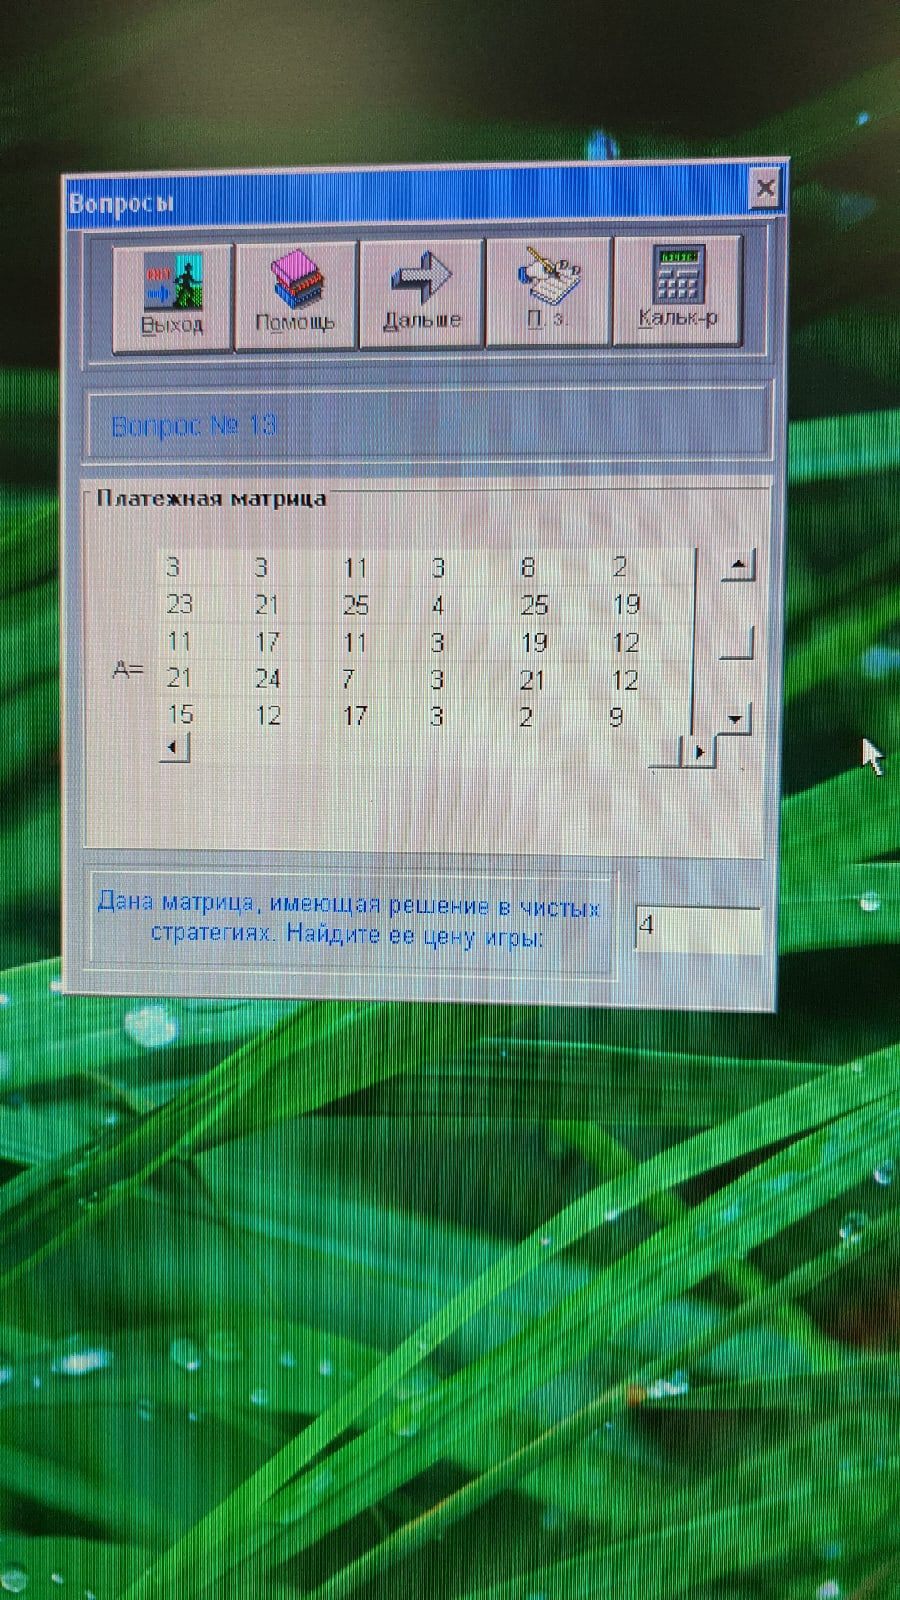 Вопросы
Выход Помощь Дальше П. з. Кальк-р
Вопрос № 13
Платежная матрица
3 3 11 3 8 2
23 21 25 4 25 19
11 17 11 3 19 12
A=
21 24 7 3 21 12
15 12 17 3 2 9
Дана матрица, имеющая решение в чистых
стратегиях. Найдите ее цену игры:
4